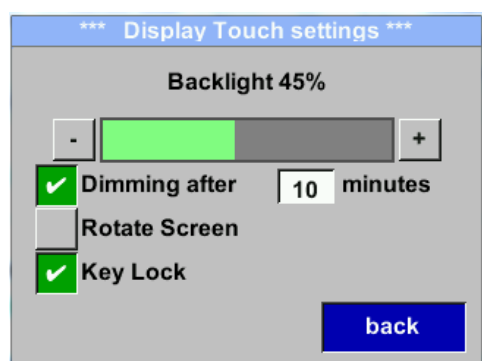 *** Display Touch settings ***
Backlight 45%
- +
Dimming after 10 minutes
Rotate Screen
Key Lock
back